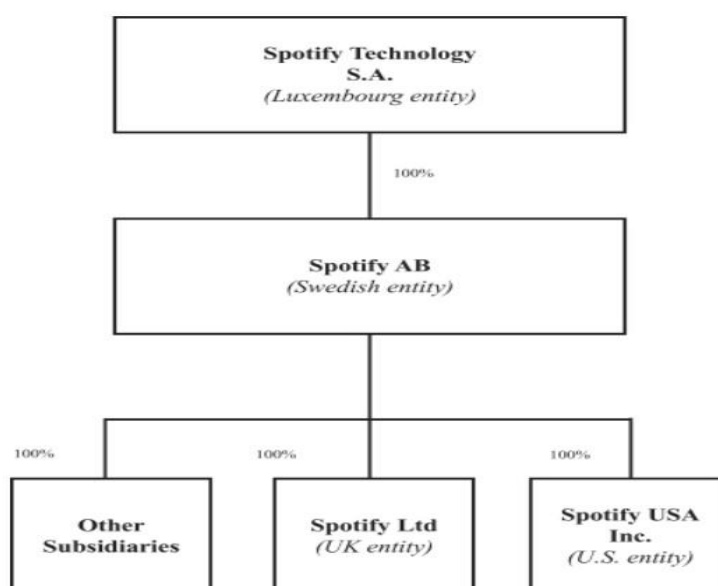 Spotify Technology
S.A.
(Luxembourg entity)
100%
Spotify AB
(Swedish entity)
100%
100%
100%
Other
Subsidiaries
Spotify Ltd
(UK entity)
Spotify USA
Inc.
(U.S. entity)